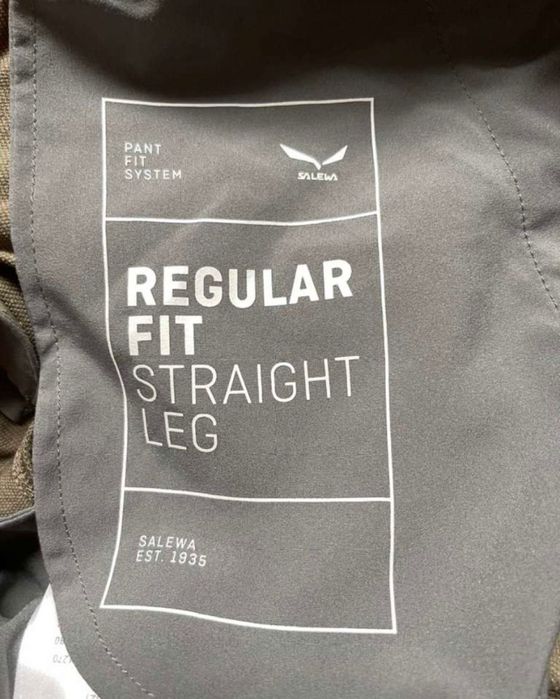 PANT
FIT
SYSTEM
SALEWA
REGULAR
FIT
STRAIGHT
LEG
SALEWA
EST. 1935